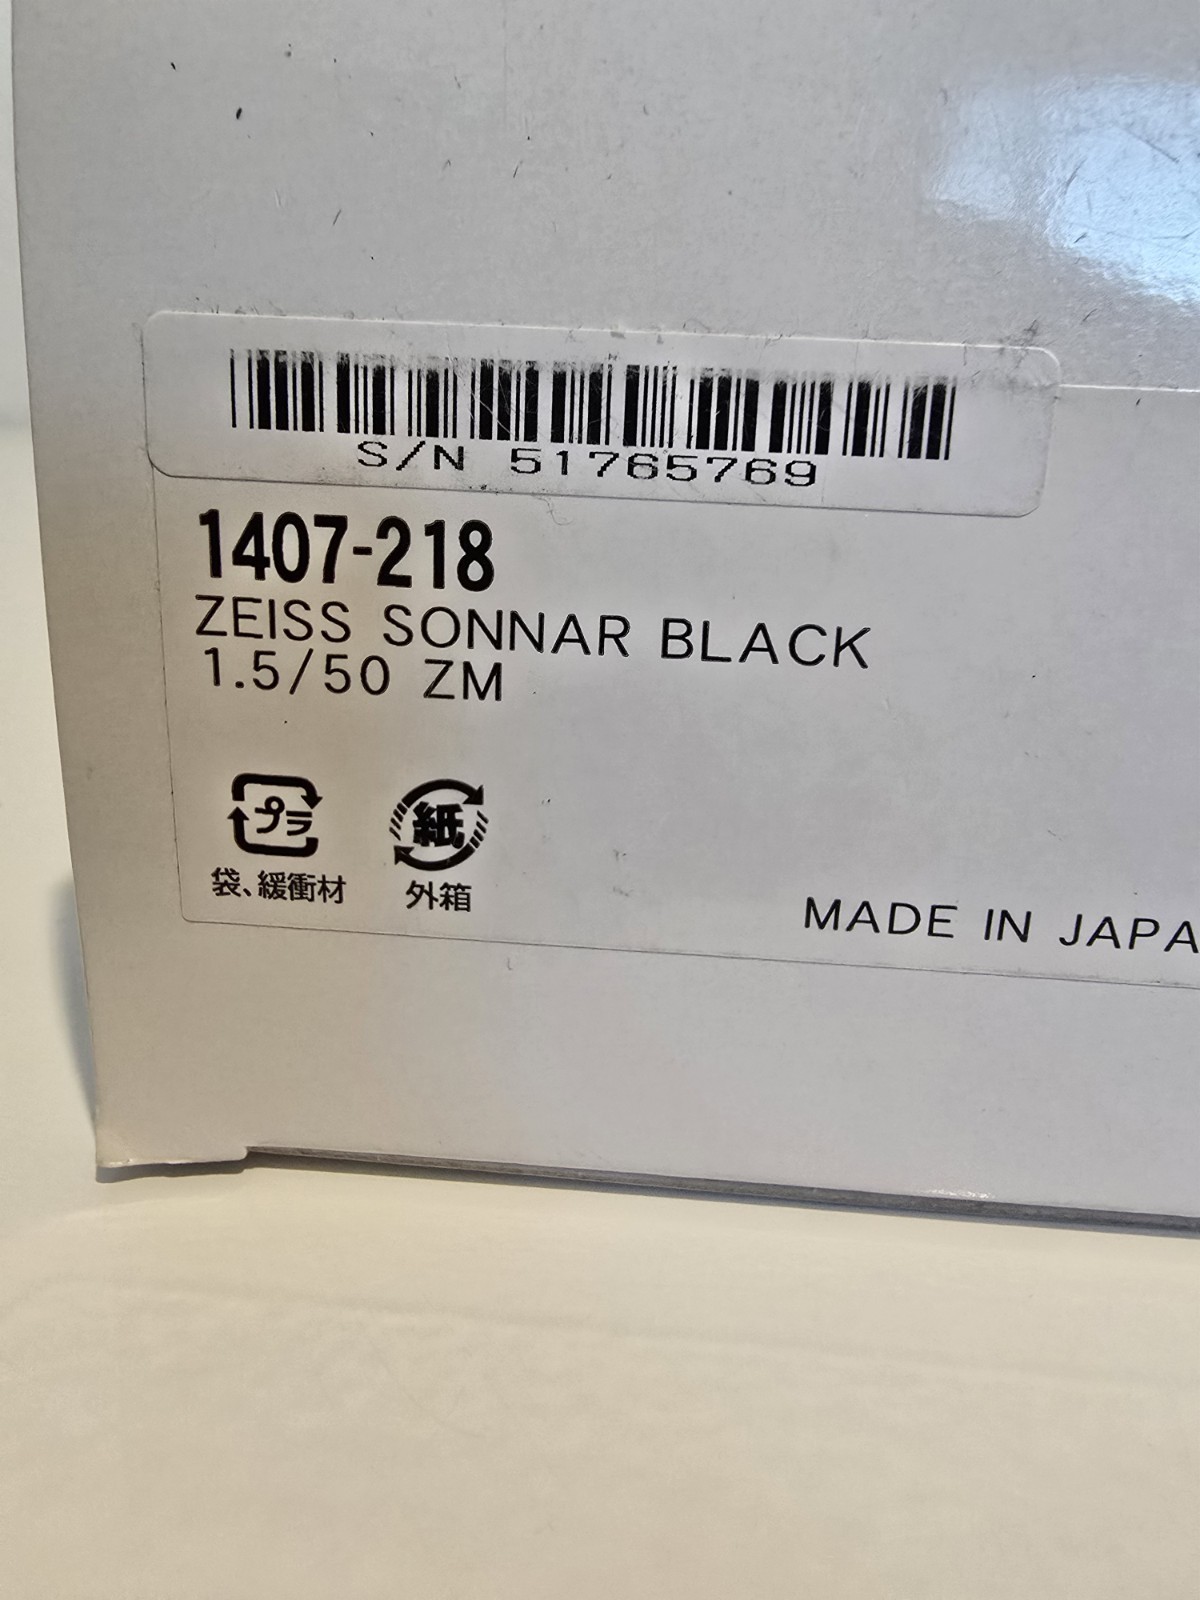 S/N 51765769
1407-218
ZEISS SONNAR BLACK
1.5/50 ZM
プラ 紙
袋、緩衝材 外箱
MADE IN JAPA